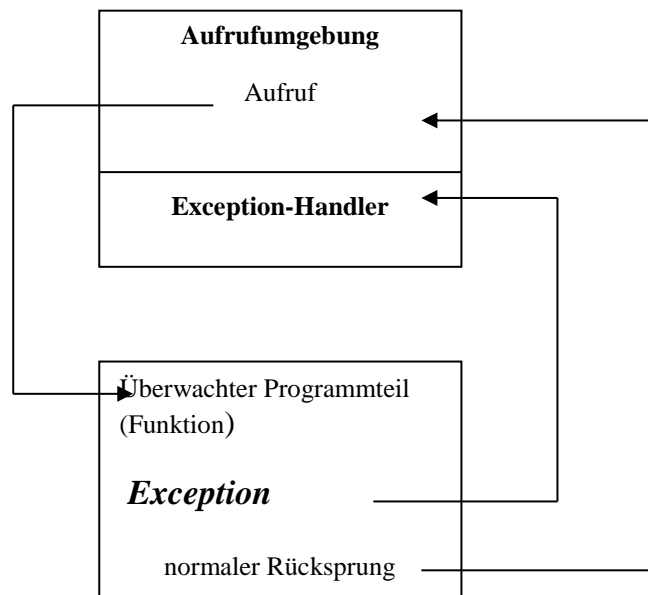 Aufrufumgebung
Aufruf
Exception-Handler
Überwachter Programmteil
(Funktion)
Exception
normaler Rücksprung